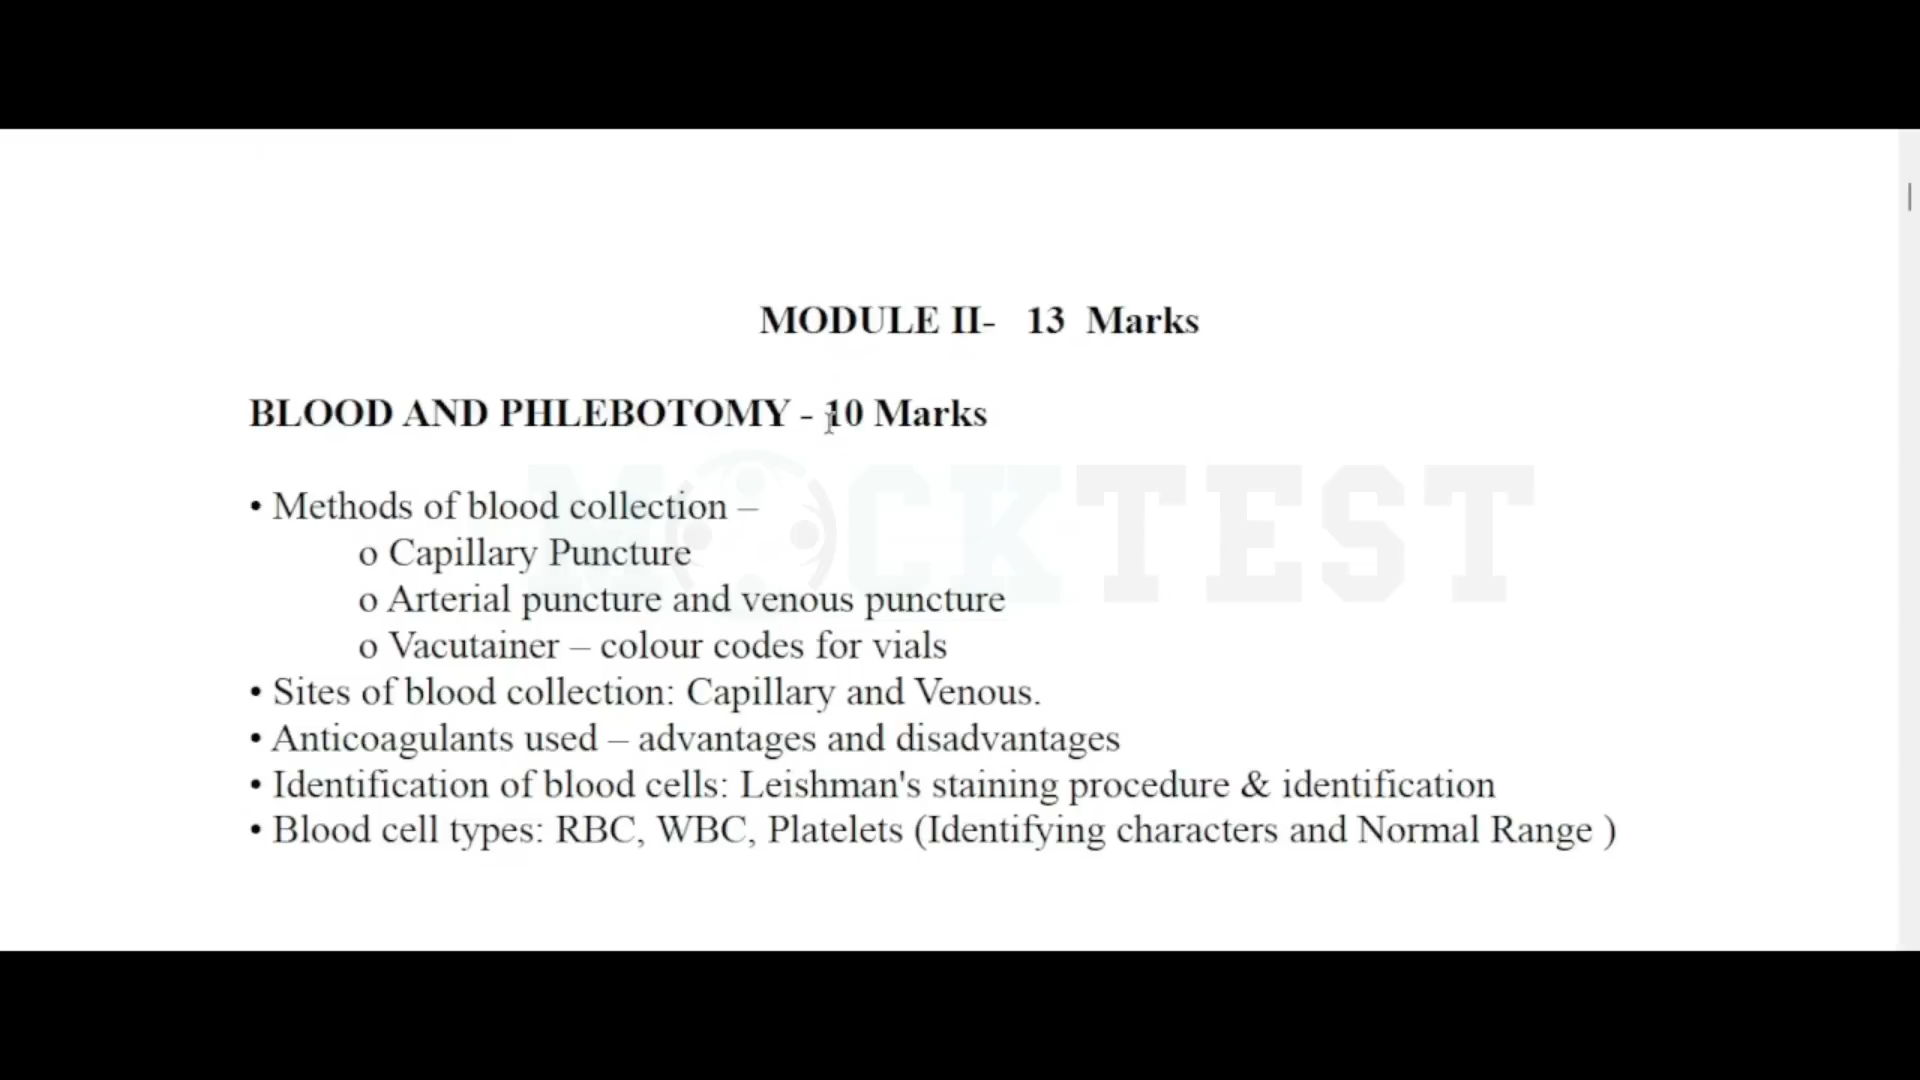 MODULE II- 13 Marks
BLOOD AND PHLEBOTOMY - 10 Marks
MOCKTEST
• Methods of blood collection –
o Capillary Puncture
o Arterial puncture and venous puncture
o Vacutainer – colour codes for vials
• Sites of blood collection: Capillary and Venous.
• Anticoagulants used – advantages and disadvantages
• Identification of blood cells: Leishman's staining procedure & identification
• Blood cell types: RBC, WBC, Platelets (Identifying characters and Normal Range )